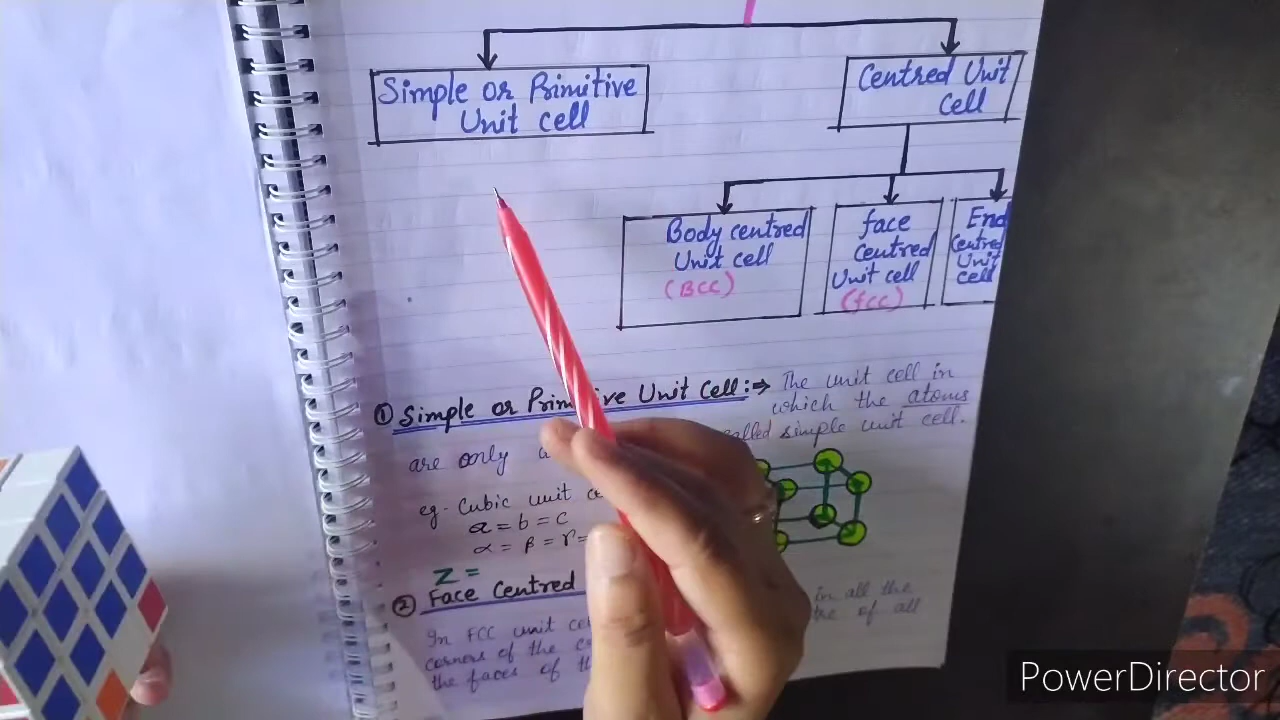 Simple or Primitive
Unit cell
Centred Unit
Cell
Body centred
Unit cell
(BCC)
face
centred
Unit cell
(fcc)
End
centred
Unit
cell
① Simple or Primitive Unit Cell:⇒ The unit cell in
which the atoms
are only called simple unit cell.
eg- Cubic unit
a = b = c
α = β = γ =
Z =
② Face Centred in all the
In FCC unit of all
corners of the
the faces of
PowerDirector